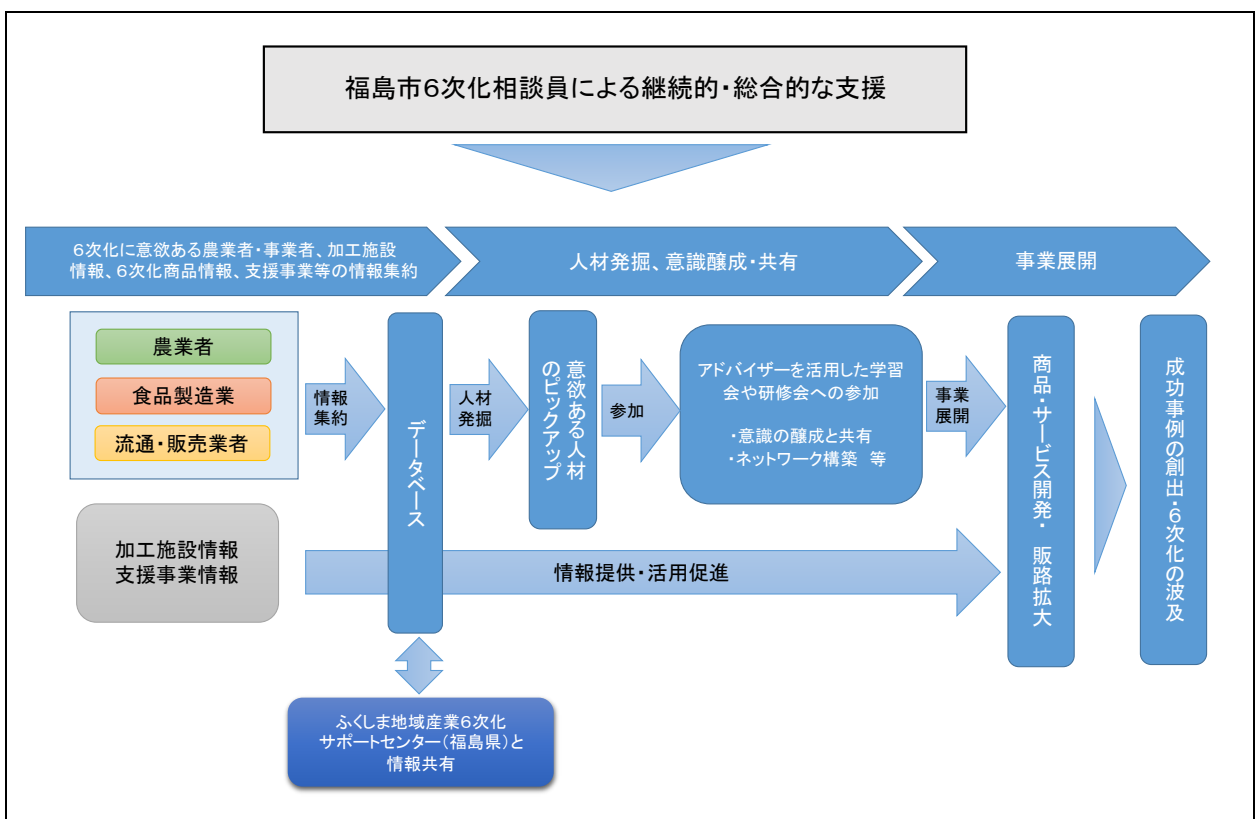 福島市6次化相談員による継続的・総合的な支援
6次化に意欲ある農業者・事業者、加工施設
情報、6次化商品情報、支援事業等の情報集約
人材発掘、意識醸成・共有
事業展開
農業者
食品製造業
流通・販売業者
情報
集約
データベース
人材
発掘
意欲ある人材
のピックアップ
参加
アドバイザーを活用した学習
会や研修会への参加
・意識の醸成と共有
・ネットワーク構築 等
事業
展開
商品・サービス開発・ 販路拡大
成功事例の創出・6次化の波及
加工施設情報
支援事業情報
情報提供・活用促進
ふくしま地域産業6次化
サポートセンター(福島県)と
情報共有